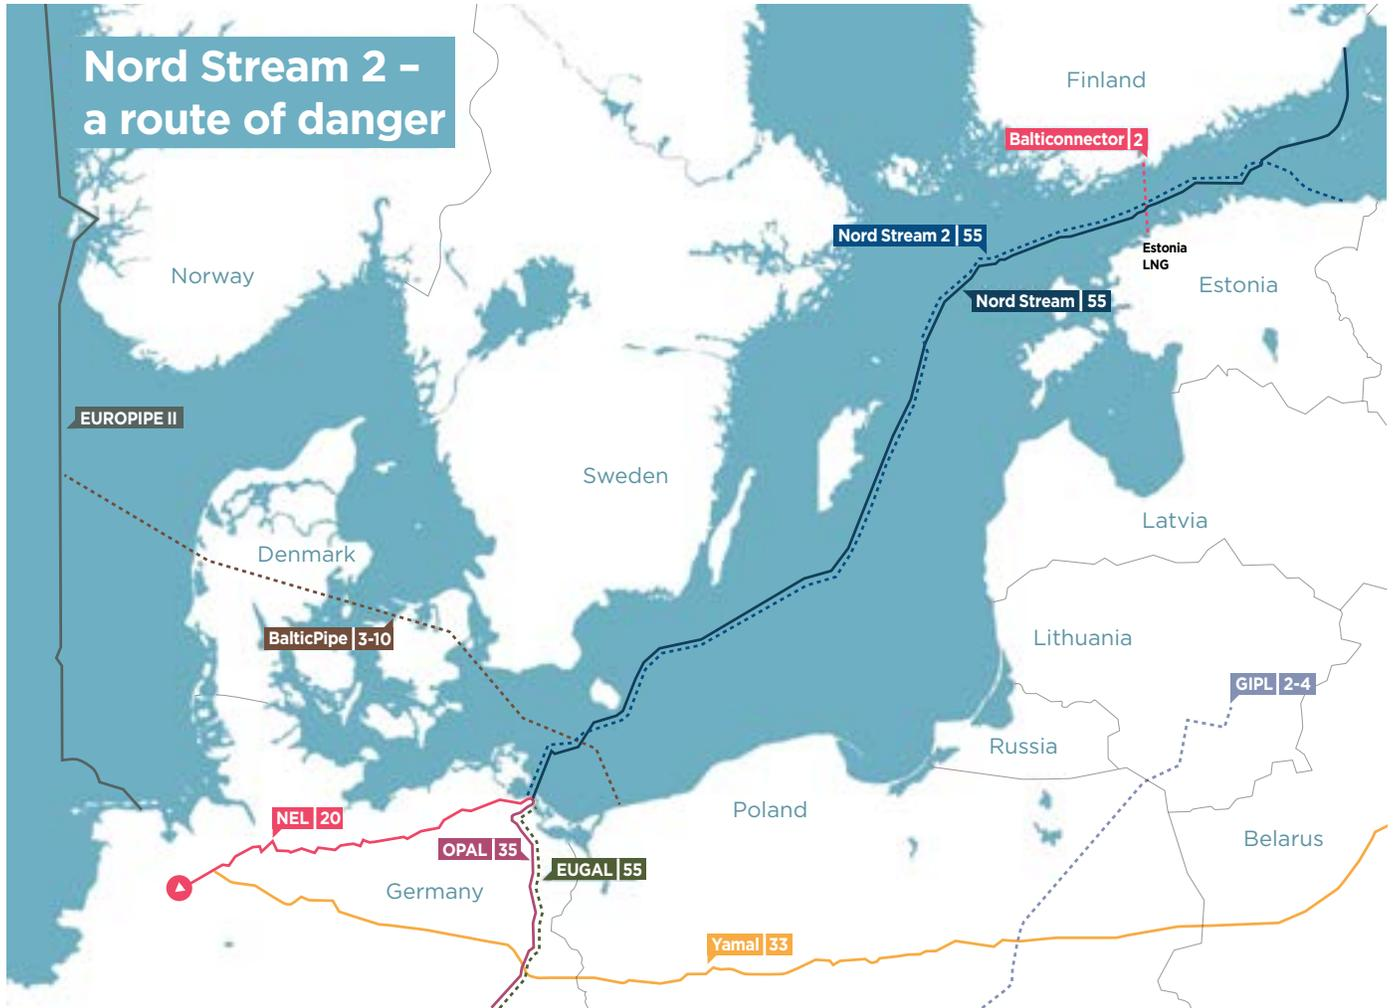 Nord Stream 2 –
a route of danger
Finland
Balticonnector 2
Nord Stream 2 55
Estonia
LNG
Norway
Estonia
Nord Stream 55
EUROPIPE II
Sweden
Latvia
Denmark
BalticPipe 3-10
Lithuania
GIPL 2-4
Russia
Poland
NEL 20
Belarus
OPAL 35
EUGAL 55
Germany
Yamal 33